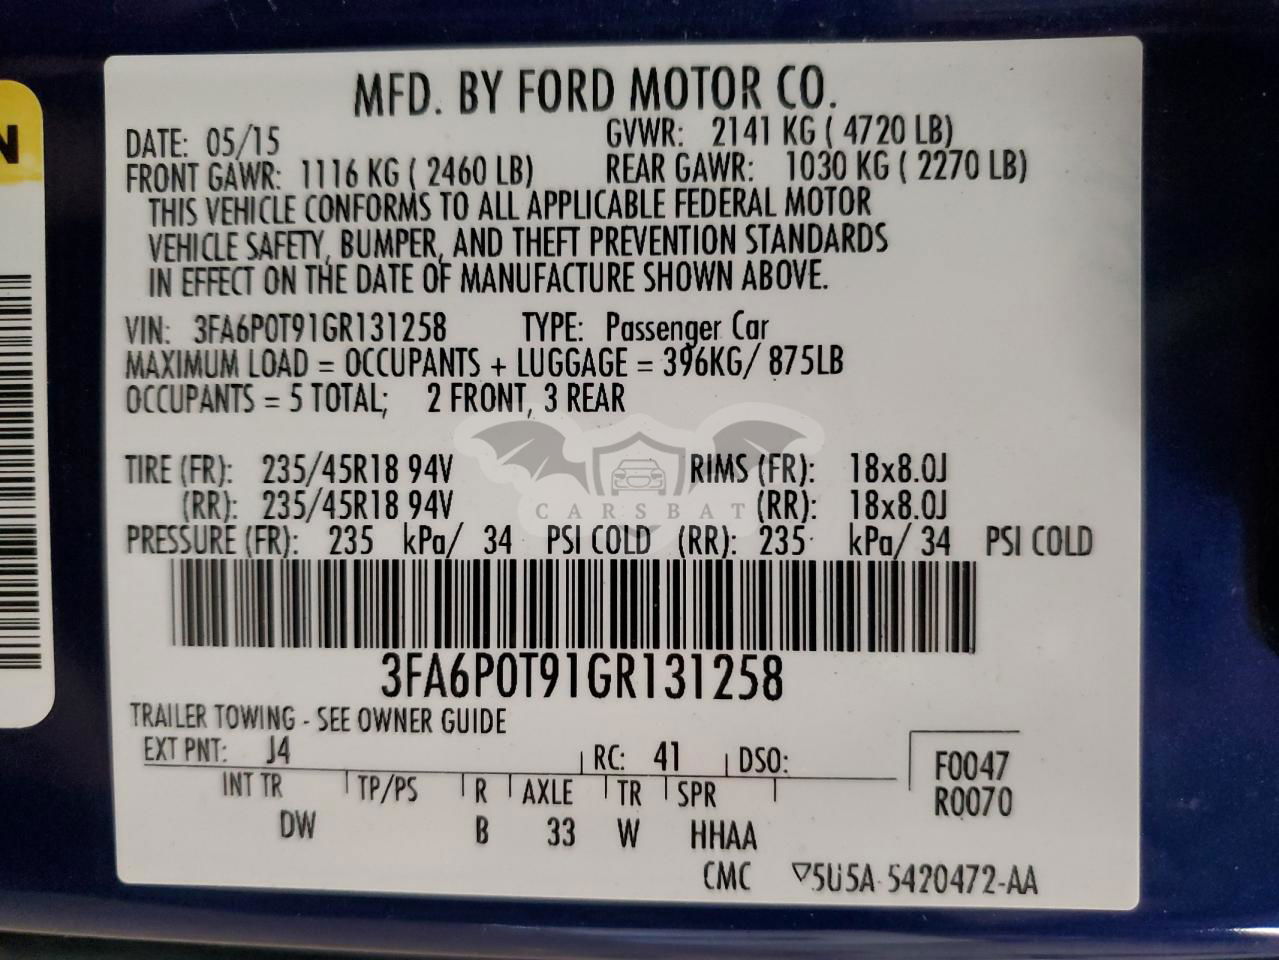 N
MFD. BY FORD MOTOR CO.
DATE: 05/15 GVWR: 2141 KG ( 4720 LB)
FRONT GAWR: 1116 KG ( 2460 LB) REAR GAWR: 1030 KG ( 2270 LB)
THIS VEHICLE CONFORMS TO ALL APPLICABLE FEDERAL MOTOR
VEHICLE SAFETY, BUMPER, AND THEFT PREVENTION STANDARDS
IN EFFECT ON THE DATE OF MANUFACTURE SHOWN ABOVE.
VIN: 3FA6P0T91GR131258 TYPE: Passenger Car
MAXIMUM LOAD = OCCUPANTS + LUGGAGE = 396KG/ 875LB
OCCUPANTS = 5 TOTAL; 2 FRONT, 3 REAR
TIRE (FR): 235/45R18 94V RIMS (FR): 18x8.0J
(RR): 235/45R18 94V (RR): 18x8.0J
CARSBAT
PRESSURE (FR): 235 kPa/ 34 PSI COLD (RR): 235 kPa/ 34 PSI COLD
3FA6P0T91GR131258
TRAILER TOWING - SEE OWNER GUIDE
EXT PNT: J4 RC: 41 DSO: F0047
INT TR TP/PS R AXLE TR SPR R0070
DW B 33 W HHAA
CMC ▽5U5A-5420472-AA